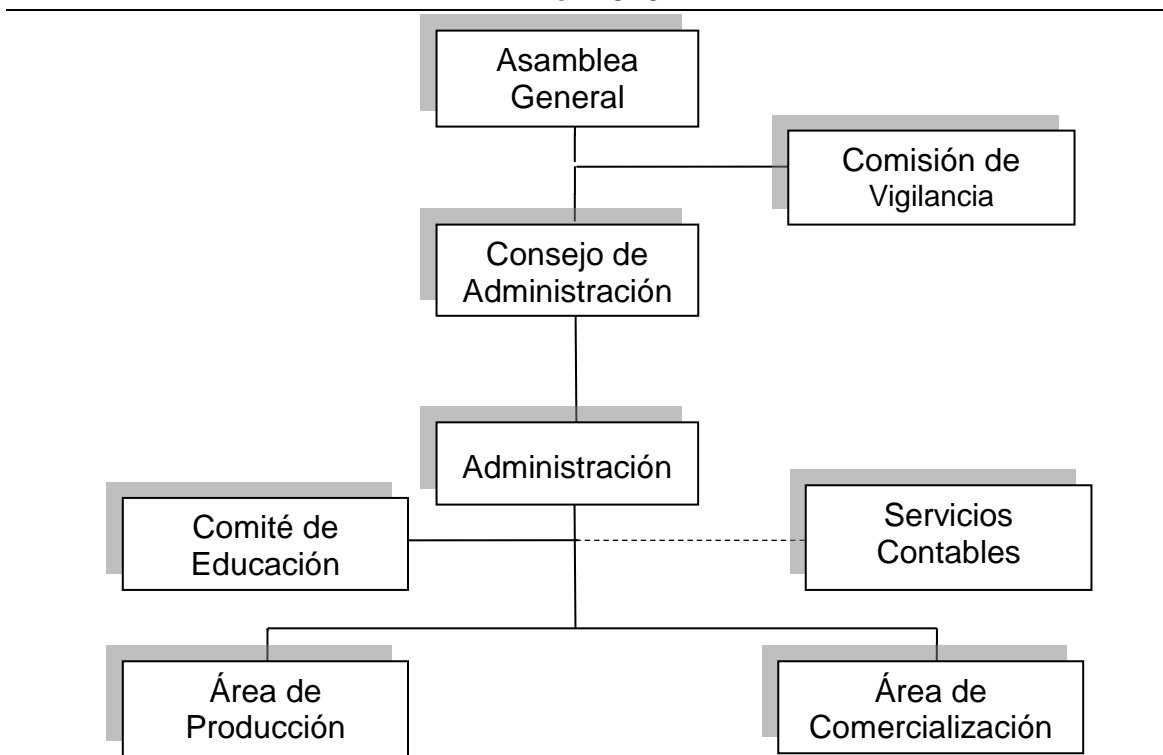 Asamblea
General
Comisión de
Vigilancia
Consejo de
Administración
Administración
Comité de
Educación
Servicios
Contables
Área de
Producción
Área de
Comercialización